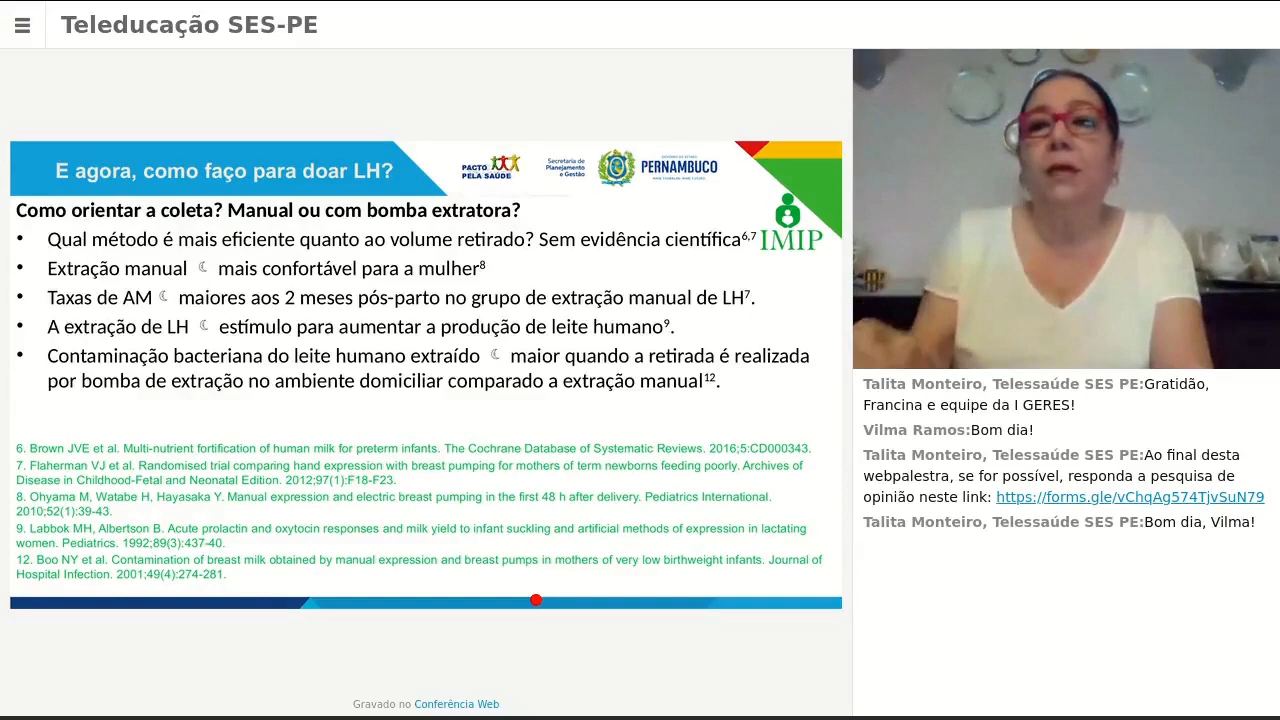 Teleducação SES-PE
E agora, como faço para doar LH?
PACTO
PELA SAÚDE
Secretaria de
Planejamento
e Gestão
PERNAMBUCO
IMIP
Como orientar a coleta? Manual ou com bomba extratora?
• Qual método é mais eficiente quanto ao volume retirado? Sem evidência científica6,7
• Extração manual ☾ mais confortável para a mulher8
• Taxas de AM ☾ maiores aos 2 meses pós-parto no grupo de extração manual de LH7.
• A extração de LH ☾ estímulo para aumentar a produção de leite humano9.
• Contaminação bacteriana do leite humano extraído ☾ maior quando a retirada é realizada
por bomba de extração no ambiente domiciliar comparado a extração manual12.
6. Brown JVE et al. Multi-nutrient fortification of human milk for preterm infants. The Cochrane Database of Systematic Reviews. 2016;5:CD000343.
7. Flaherman VJ et al. Randomised trial comparing hand expression with breast pumping for mothers of term newborns feeding poorly. Archives of
Disease in Childhood-Fetal and Neonatal Edition. 2012;97(1):F18-F23.
8. Ohyama M, Watabe H, Hayasaka Y. Manual expression and electric breast pumping in the first 48 h after delivery. Pediatrics International.
2010;52(1):39-43.
9. Labbok MH, Albertson B. Acute prolactin and oxytocin responses and milk yield to infant suckling and artificial methods of expression in lactating
women. Pediatrics. 1992;89(3):437-40.
12. Boo NY et al. Contamination of breast milk obtained by manual expression and breast pumps in mothers of very low birthweight infants. Journal of
Hospital Infection. 2001;49(4):274-281.
Gravado no Conferência Web
Talita Monteiro, Telessaúde SES PE:Gratidão,
Francina e equipe da I GERES!
Vilma Ramos:Bom dia!
Talita Monteiro, Telessaúde SES PE:Ao final desta
webpalestra, se for possível, responda a pesquisa de
opinião neste link: https://forms.gle/vChqAg574TjvSuN79
Talita Monteiro, Telessaúde SES PE:Bom dia, Vilma!